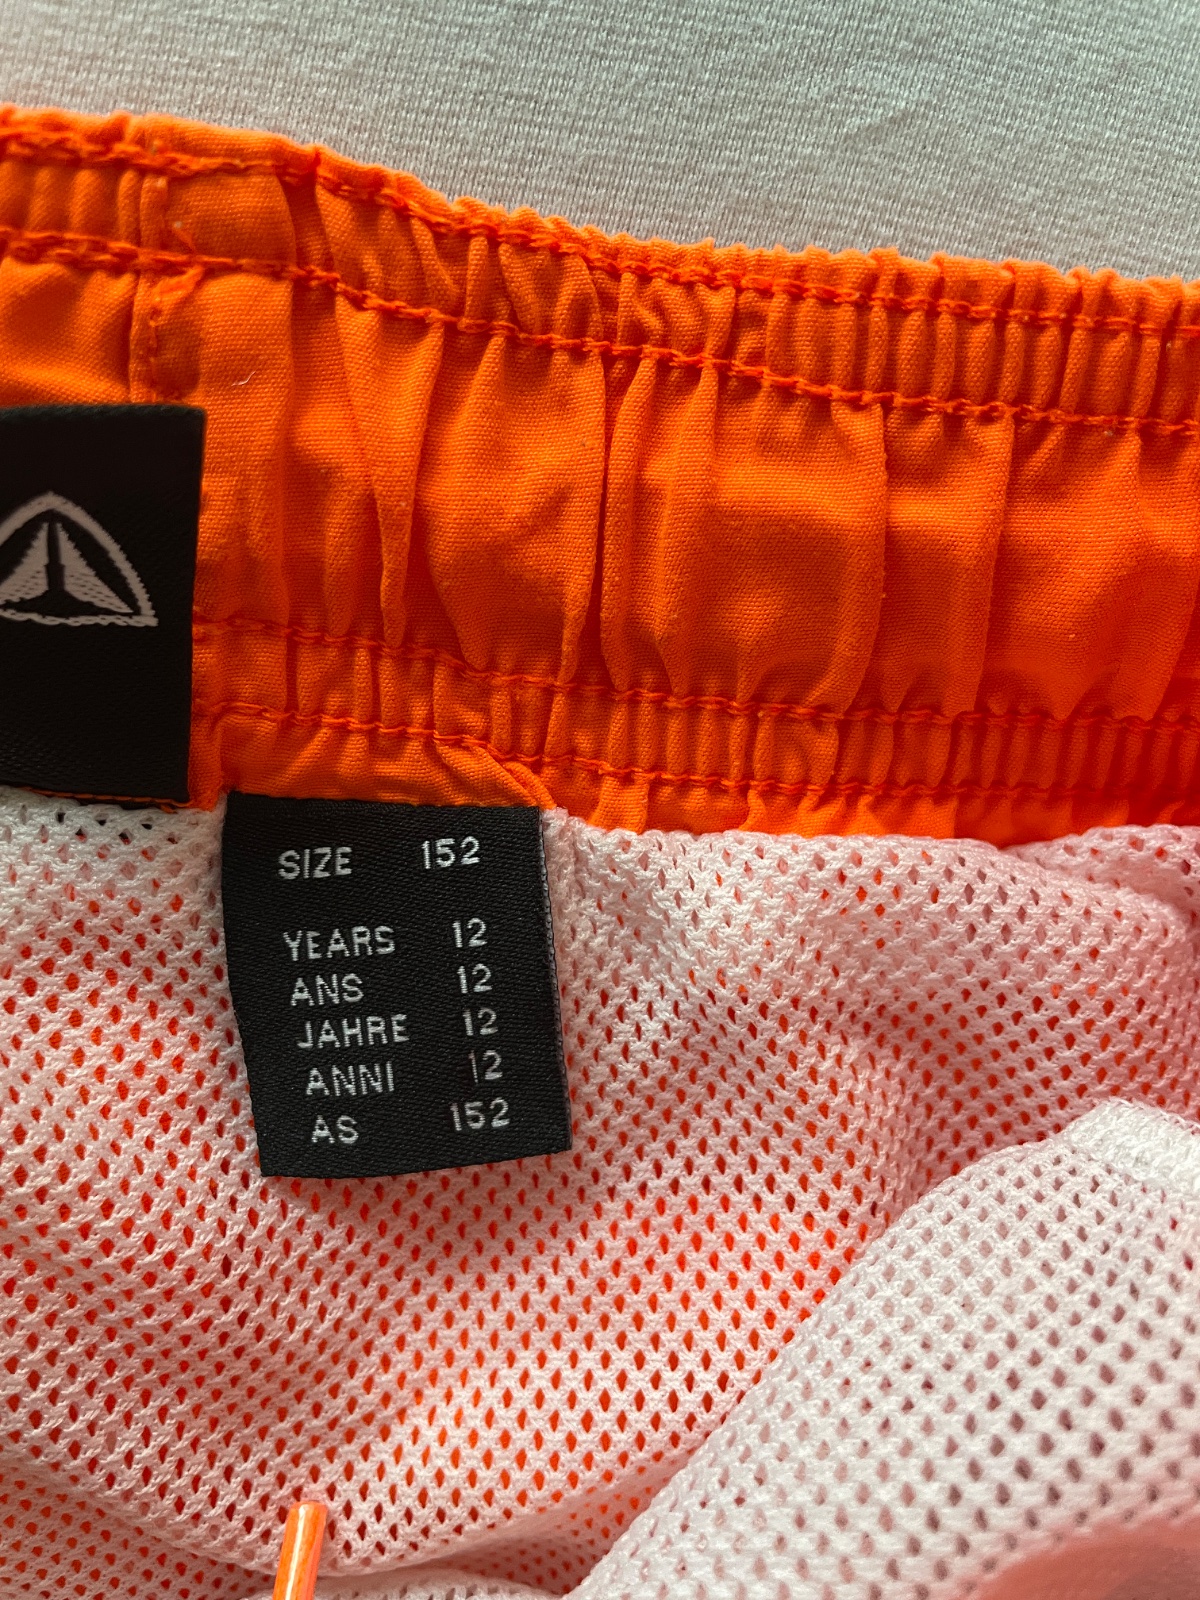 SIZE 152
YEARS 12
ANS 12
JAHRE 12
ANNI 12
AS 152